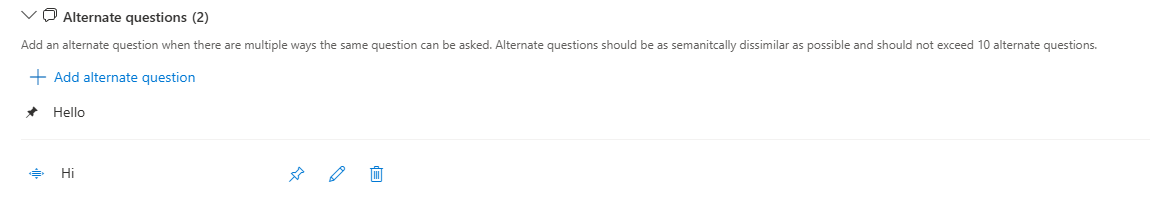 Alternate questions (2)
Add an alternate question when there are multiple ways the same question can be asked. Alternate questions should be as semanitcally dissimilar as possible and should not exceed 10 alternate questions.
Add alternate question
Hello
Hi